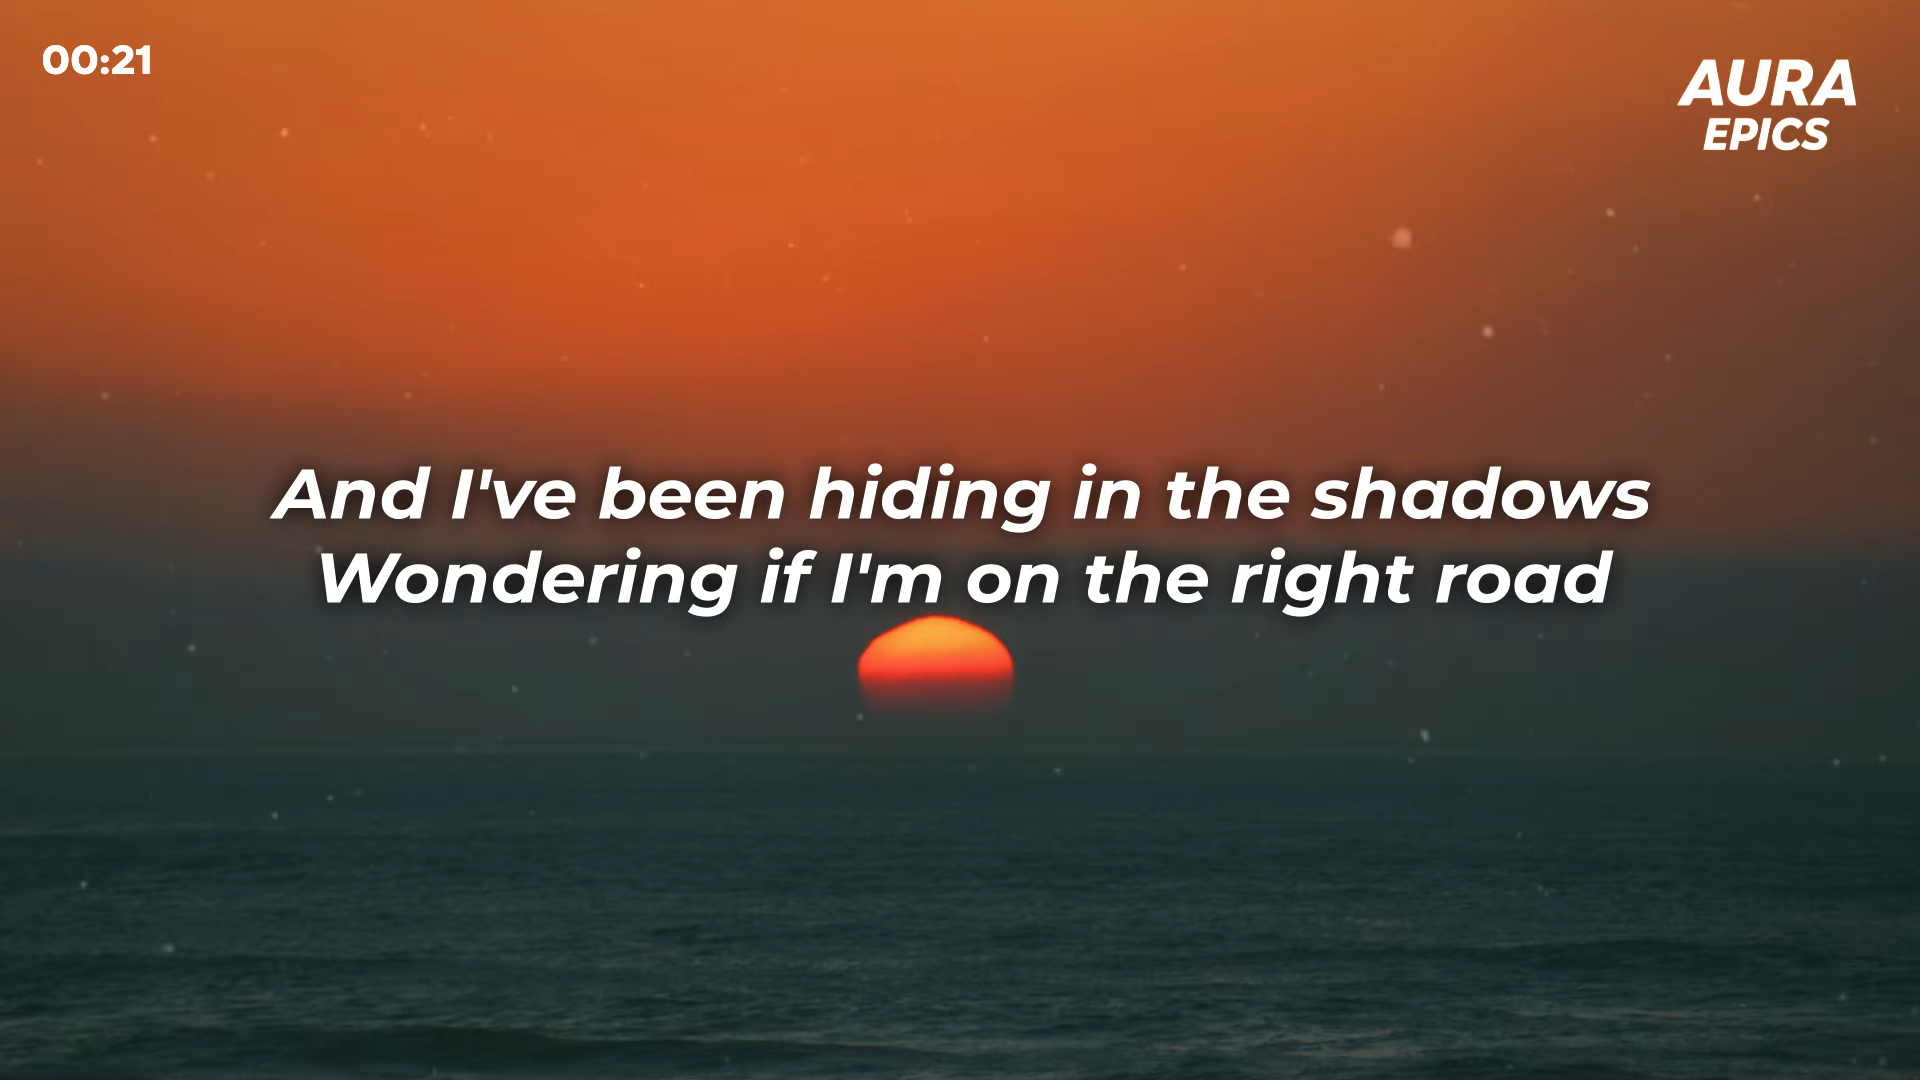 00:21
AURA
EPICS
And I've been hiding in the shadows
Wondering if I'm on the right road